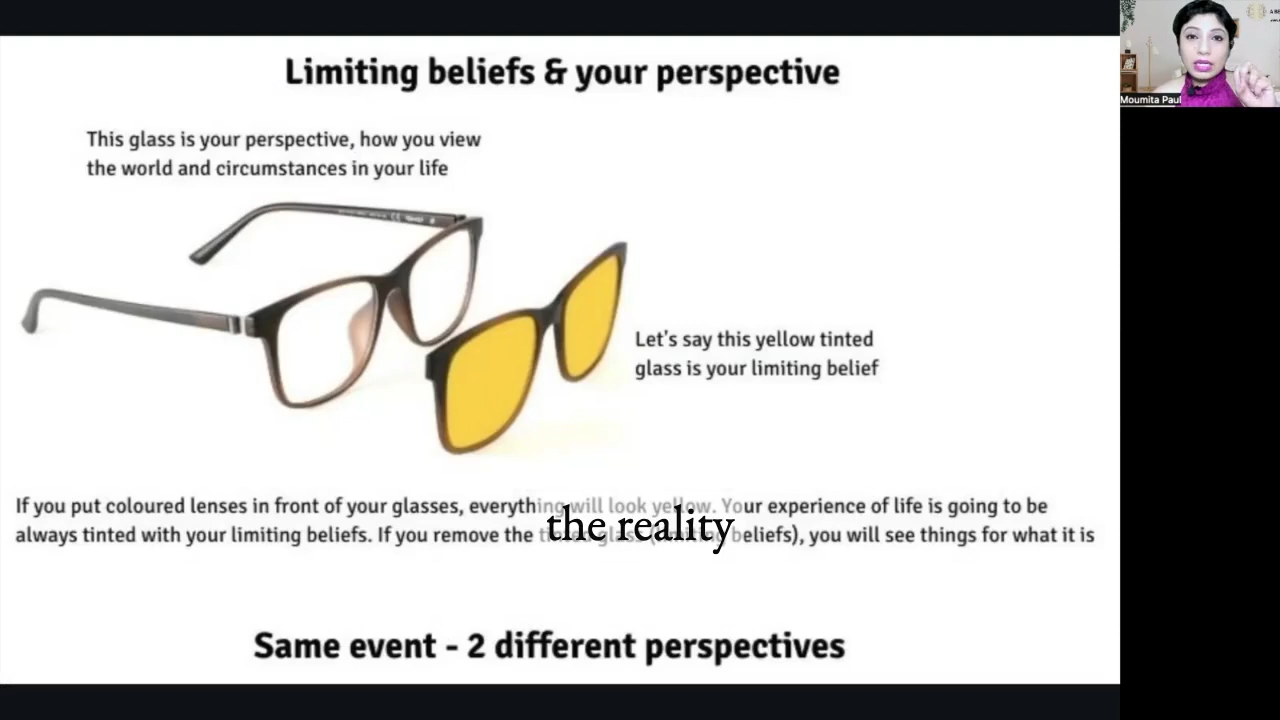 Limiting beliefs & your perspective
This glass is your perspective, how you view
the world and circumstances in your life
Let's say this yellow tinted
glass is your limiting belief
If you put coloured lenses in front of your glasses, everything will look yellow. Your experience of life is going to be
always tinted with your limiting beliefs. If you remove the tinted glass (limiting beliefs), you will see things for what it is
the reality
Same event - 2 different perspectives
Moumita Paul